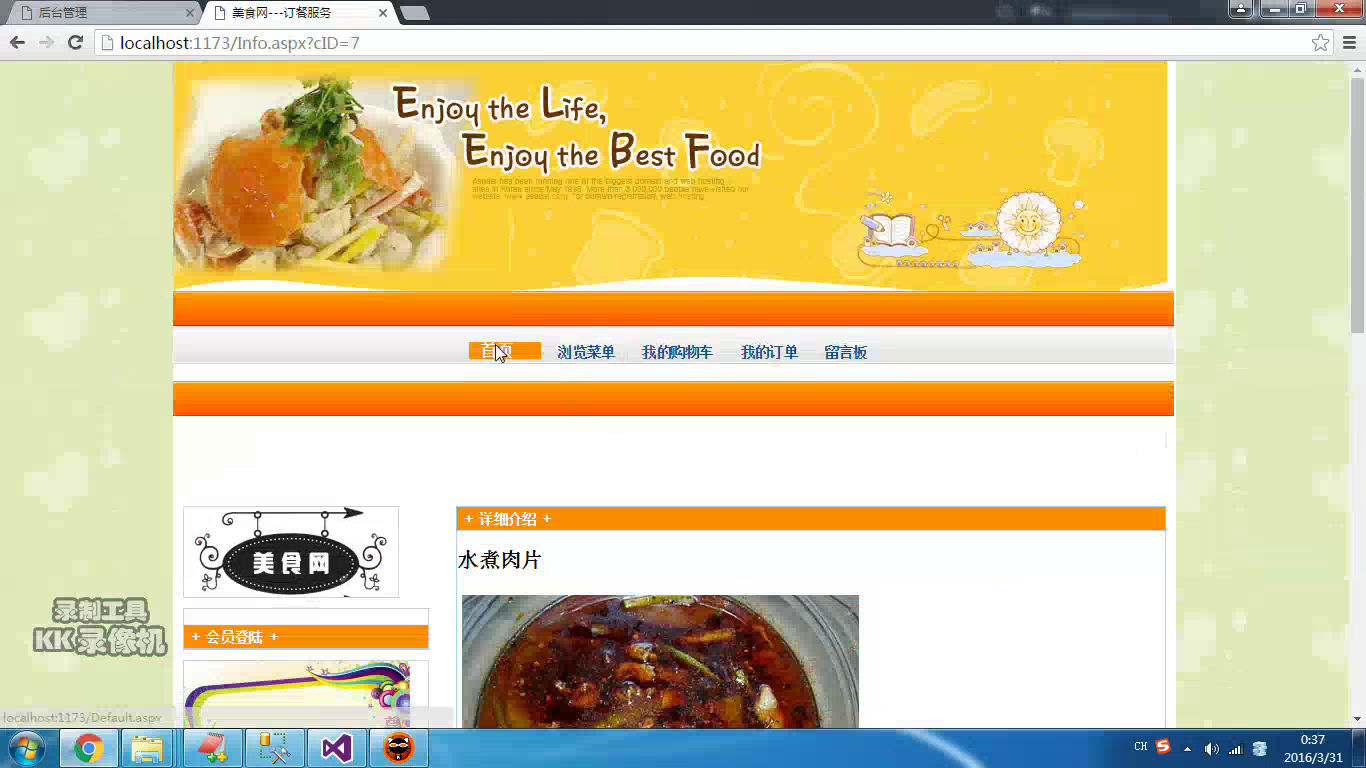 后台管理
美食网---订餐服务
localhost:1173/Info.aspx?cID=7
Enjoy the Life,
Enjoy the Best Food
首页 浏览菜单 我的购物车 我的订单 留言板
美食网
+ 详细介绍 +
水煮肉片
录制工具
KK录像机
+ 会员登陆 +
localhost:1173/Default.aspx
CH
0:37
2016/3/31